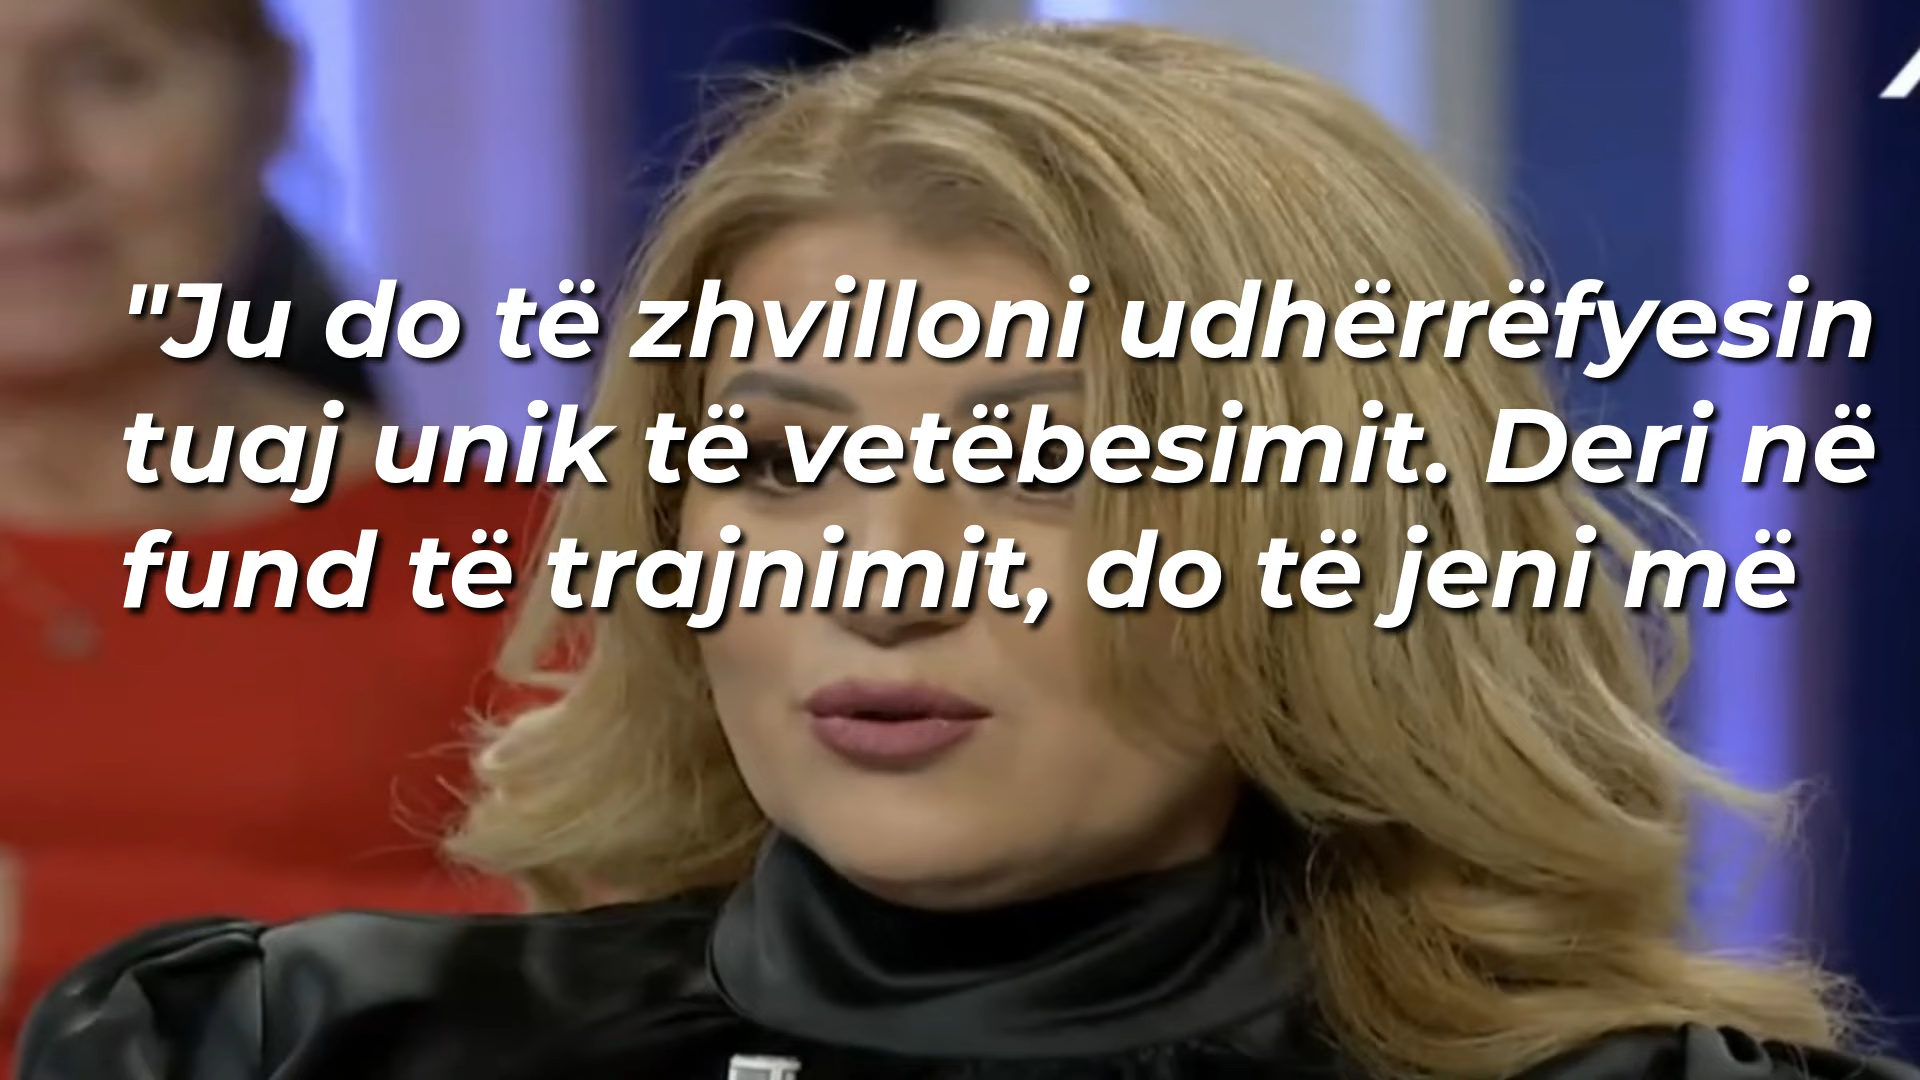 "Ju do të zhvilloni udhërrëfyesin
tuaj unik të vetëbesimit. Deri në
fund të trajnimit, do të jeni më